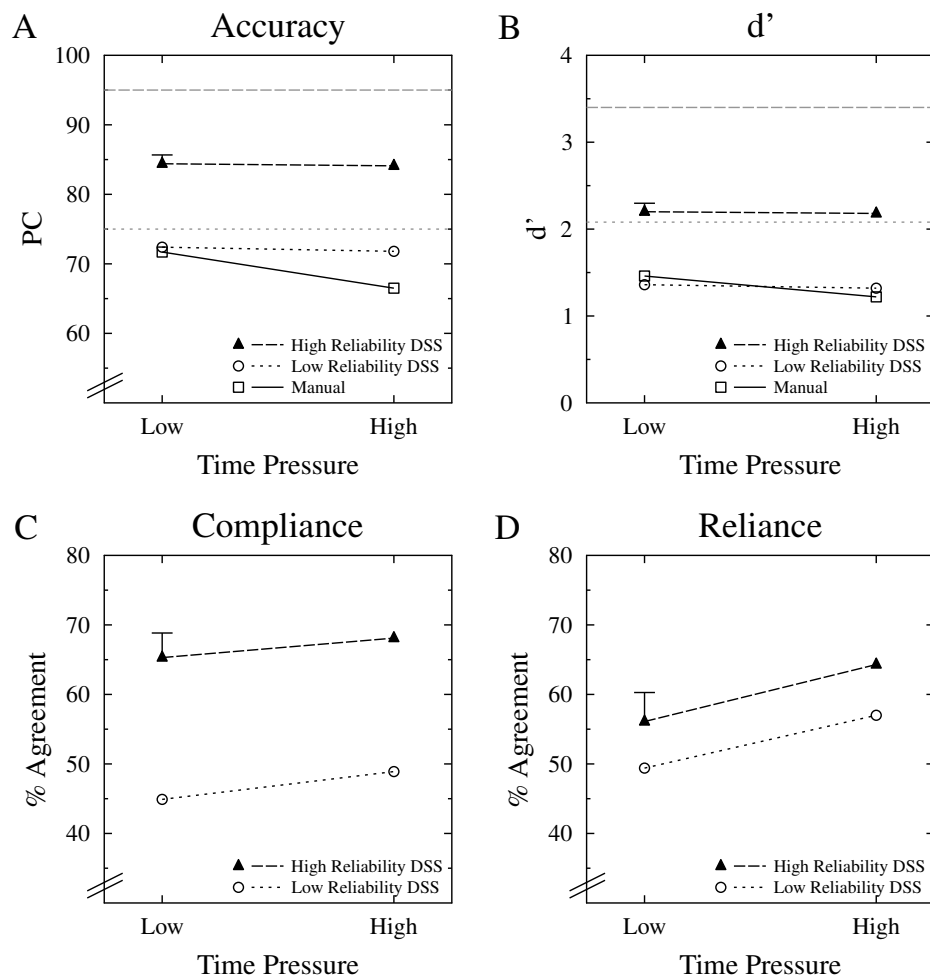 A
Accuracy
100
90
80
70
60
PC
High Reliability DSS
Low Reliability DSS
Manual
Low
High
Time Pressure
B
d’
4
3
2
1
0
d’
High Reliability DSS
Low Reliability DSS
Manual
Low
High
Time Pressure
C
Compliance
80
70
60
50
40
% Agreement
High Reliability DSS
Low Reliability DSS
Low
High
Time Pressure
D
Reliance
80
70
60
50
40
% Agreement
High Reliability DSS
Low Reliability DSS
Low
High
Time Pressure